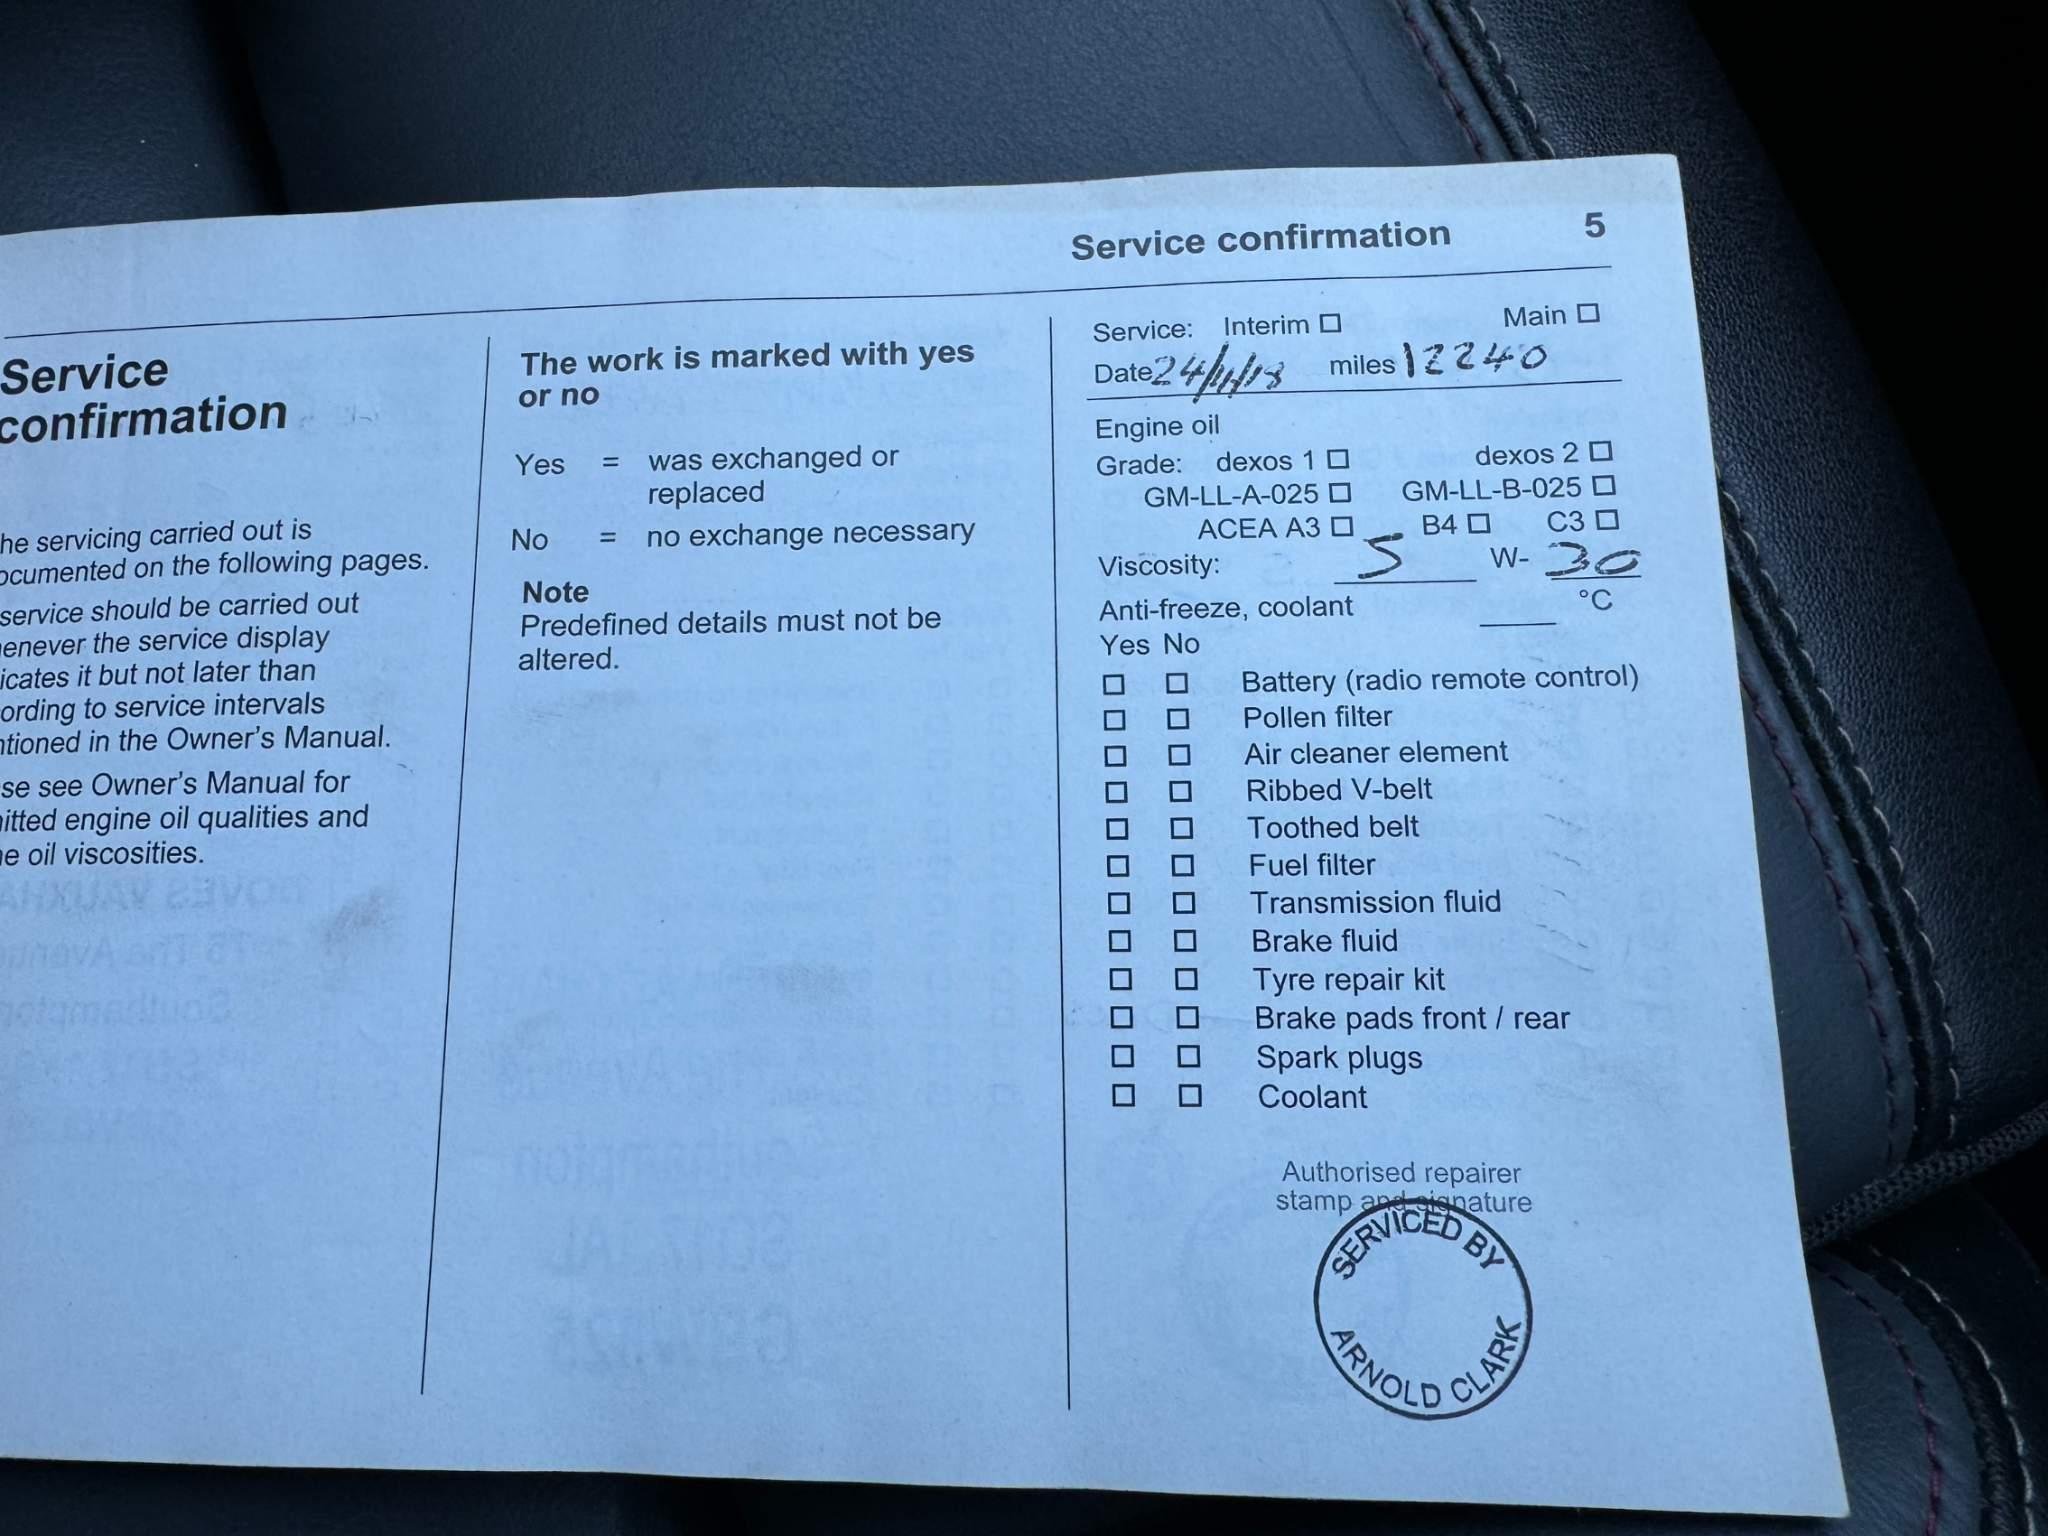 Service confirmation 5
Service
confirmation
he servicing carried out is
ocumented on the following pages.
service should be carried out
enever the service display
icates it but not later than
ording to service intervals
ntioned in the Owner's Manual.
se see Owner's Manual for
itted engine oil qualities and
e oil viscosities.
The work is marked with yes
or no
Yes = was exchanged or
replaced
No = no exchange necessary
Note
Predefined details must not be
altered.
Service: Interim ☐ Main ☐
Date 24/11/18 miles 12240
Engine oil
Grade: dexos 1 ☐ dexos 2 ☐
GM-LL-A-025 ☐ GM-LL-B-025 ☐
ACEA A3 ☐ B4 ☐ C3 ☐
Viscosity: 5 W- 30
Anti-freeze, coolant ____ °C
Yes No
☐ ☐ Battery (radio remote control)
☐ ☐ Pollen filter
☐ ☐ Air cleaner element
☐ ☐ Ribbed V-belt
☐ ☐ Toothed belt
☐ ☐ Fuel filter
☐ ☐ Transmission fluid
☐ ☐ Brake fluid
☐ ☐ Tyre repair kit
☐ ☐ Brake pads front / rear
☐ ☐ Spark plugs
☐ ☐ Coolant
Authorised repairer
stamp and signature
SERVICED BY
ARNOLD CLARK